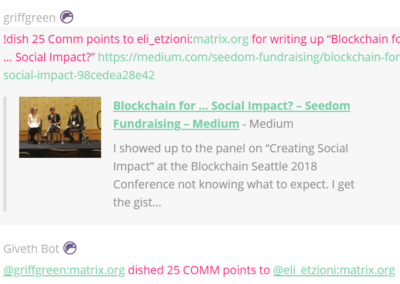 griffgreen
!dish 25 Comm points to eli_etzioni:matrix.org for writing up “Blockchain fo
... Social Impact?” https://medium.com/seedom-fundraising/blockchain-for
social-impact-98cedea28e42
Blockchain for ... Social Impact? – Seedom
Fundraising – Medium - Medium
I showed up to the panel on “Creating Social
Impact” at the Blockchain Seattle 2018
Conference not knowing what to expect. I get
the gist...
Giveth Bot
@griffgreen:matrix.org dished 25 COMM points to @eli_etzioni:matrix.org